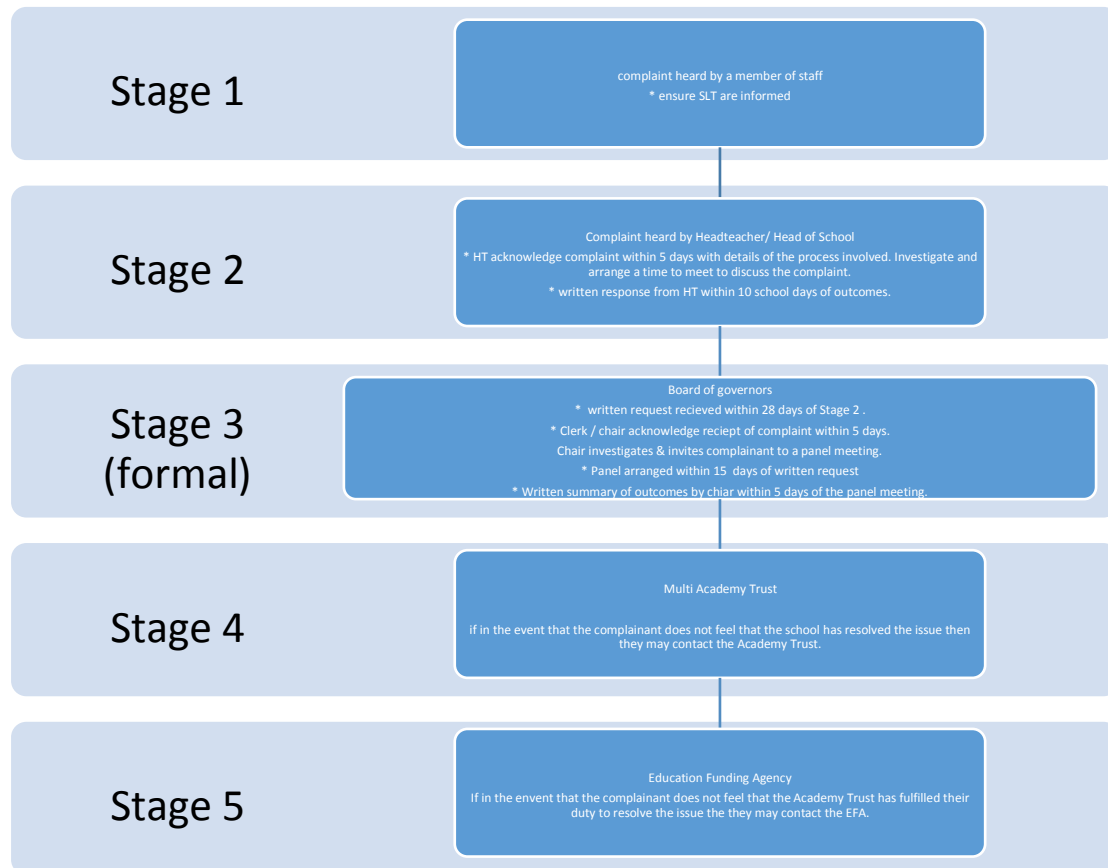 Stage 1
complaint heard by a member of staff
* ensure SLT are informed
Stage 2
Complaint heard by Headteacher/ Head of School
* HT acknowledge complaint within 5 days with details of the process involved. Investigate and
arrange a time to meet to discuss the complaint.
* written response from HT within 10 school days of outcomes.
Stage 3
(formal)
Board of governors
* written request recieved within 28 days of Stage 2 .
* Clerk / chair acknowledge reciept of complaint within 5 days.
Chair investigates & invites complainant to a panel meeting.
* Panel arranged within 15 days of written request
* Written summary of outcomes by chiar within 5 days of the panel meeting.
Stage 4
Multi Academy Trust
if in the event that the complainant does not feel that the school has resolved the issue then
they may contact the Academy Trust.
Stage 5
Education Funding Agency
If in the envent that the complainant does not feel that the Academy Trust has fulfilled their
duty to resolve the issue the they may contact the EFA.